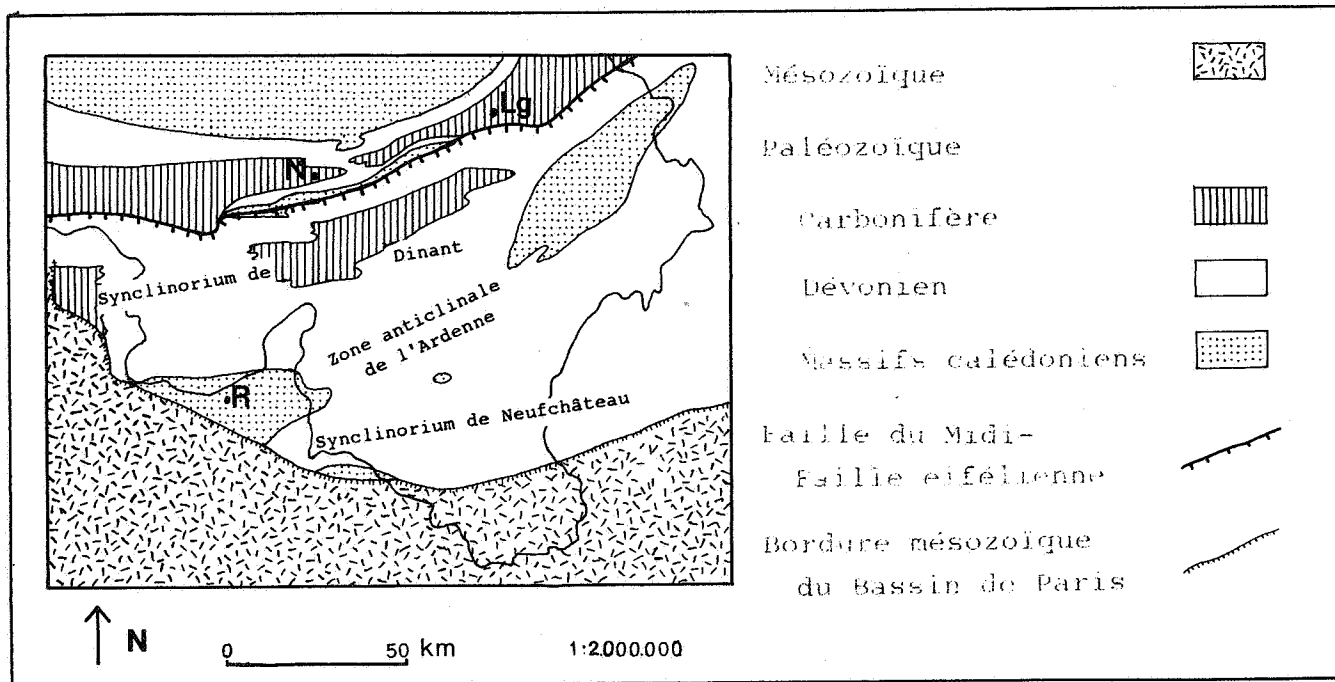 Lg
N
Synclinorium de
Dinant
Zone anticlinale
de l'Ardenne
R
Synclinorium de Neufchâteau
N
0 50 km
1:2.000.000
Mésozoïque
Paléozoïque
Carbonifère
Dévonien
Massifs calédoniens
Faille du Midi-
Faille eifélienne
Bordure mésozoïque
du Bassin de Paris